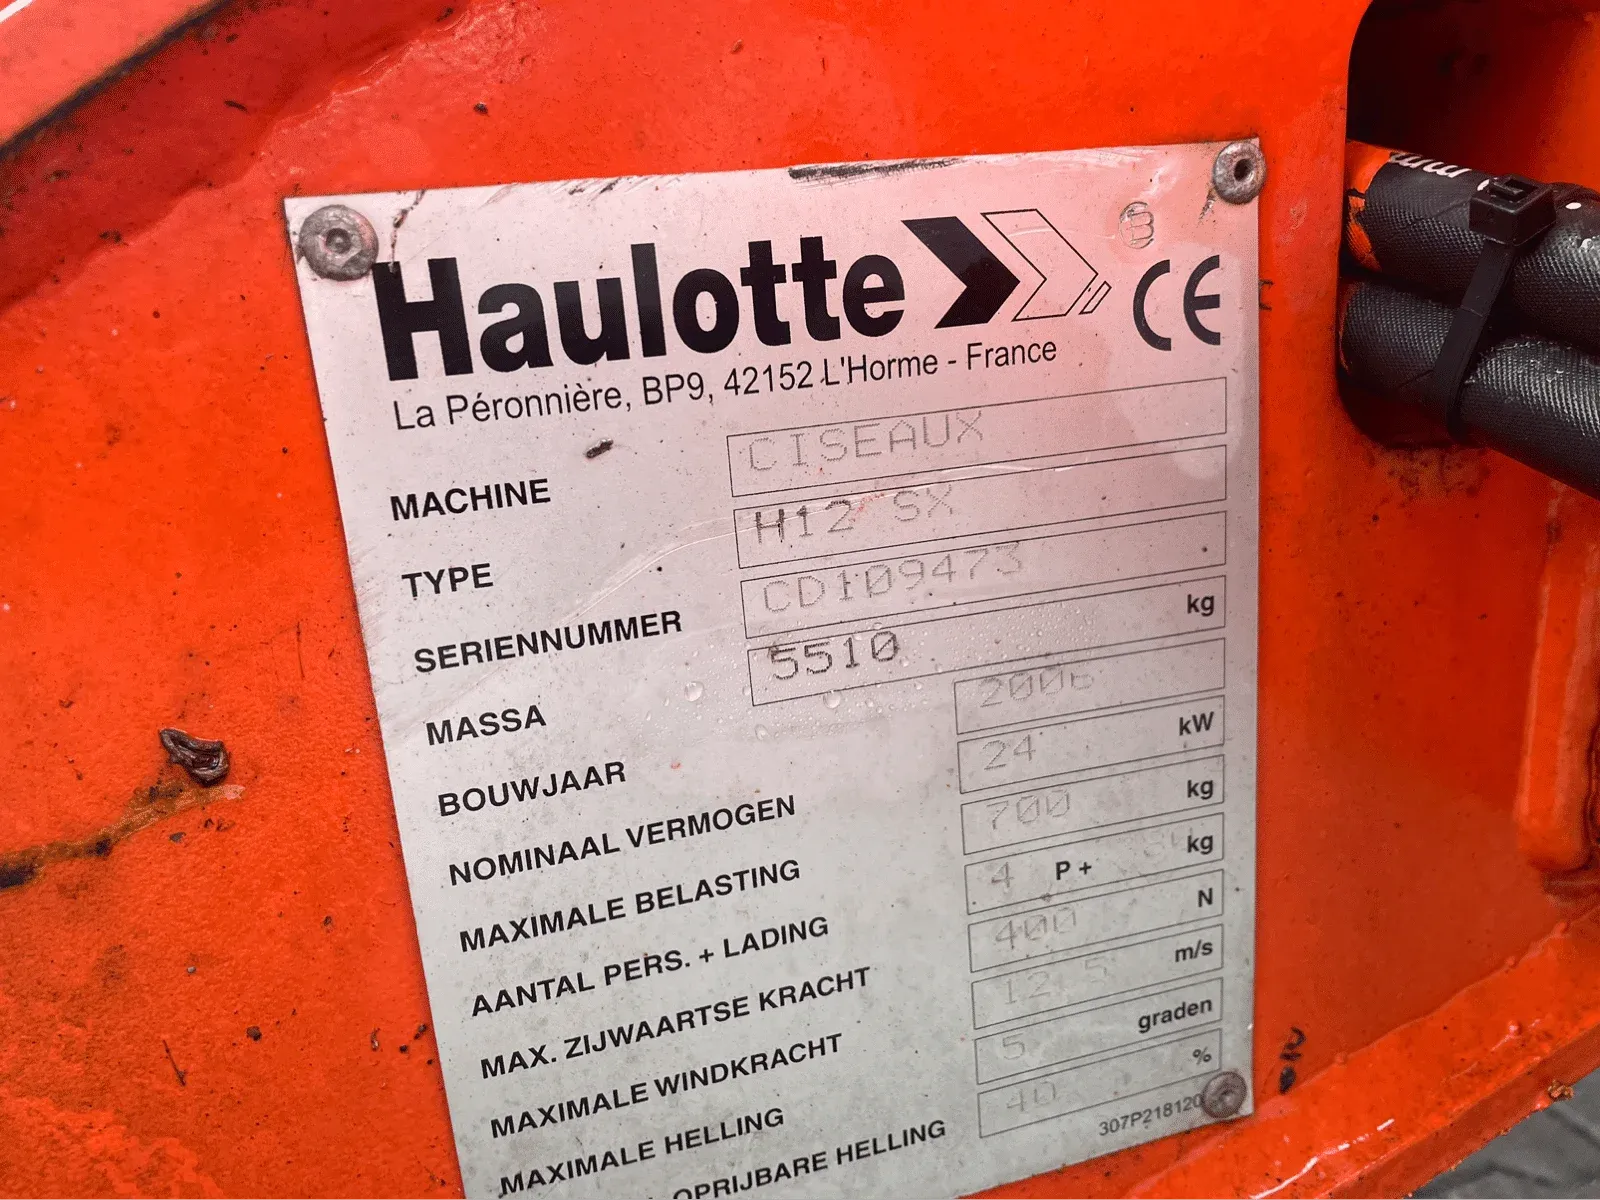 Haulotte CE
La Péronnière, BP9, 42152 L'Horme - France
MACHINE CISEAUX
TYPE H12 SX
SERIENNUMMER CD109473
MASSA 5510 kg
BOUWJAAR 2006
NOMINAAL VERMOGEN 24 kW
MAXIMALE BELASTING 700 kg
AANTAL PERS. + LADING 4 P + kg
MAX. ZIJWAARTSE KRACHT 400 N
MAXIMALE WINDKRACHT 12,5 m/s
MAXIMALE HELLING 5 graden
OPRIJBARE HELLING 40 %
307P218120